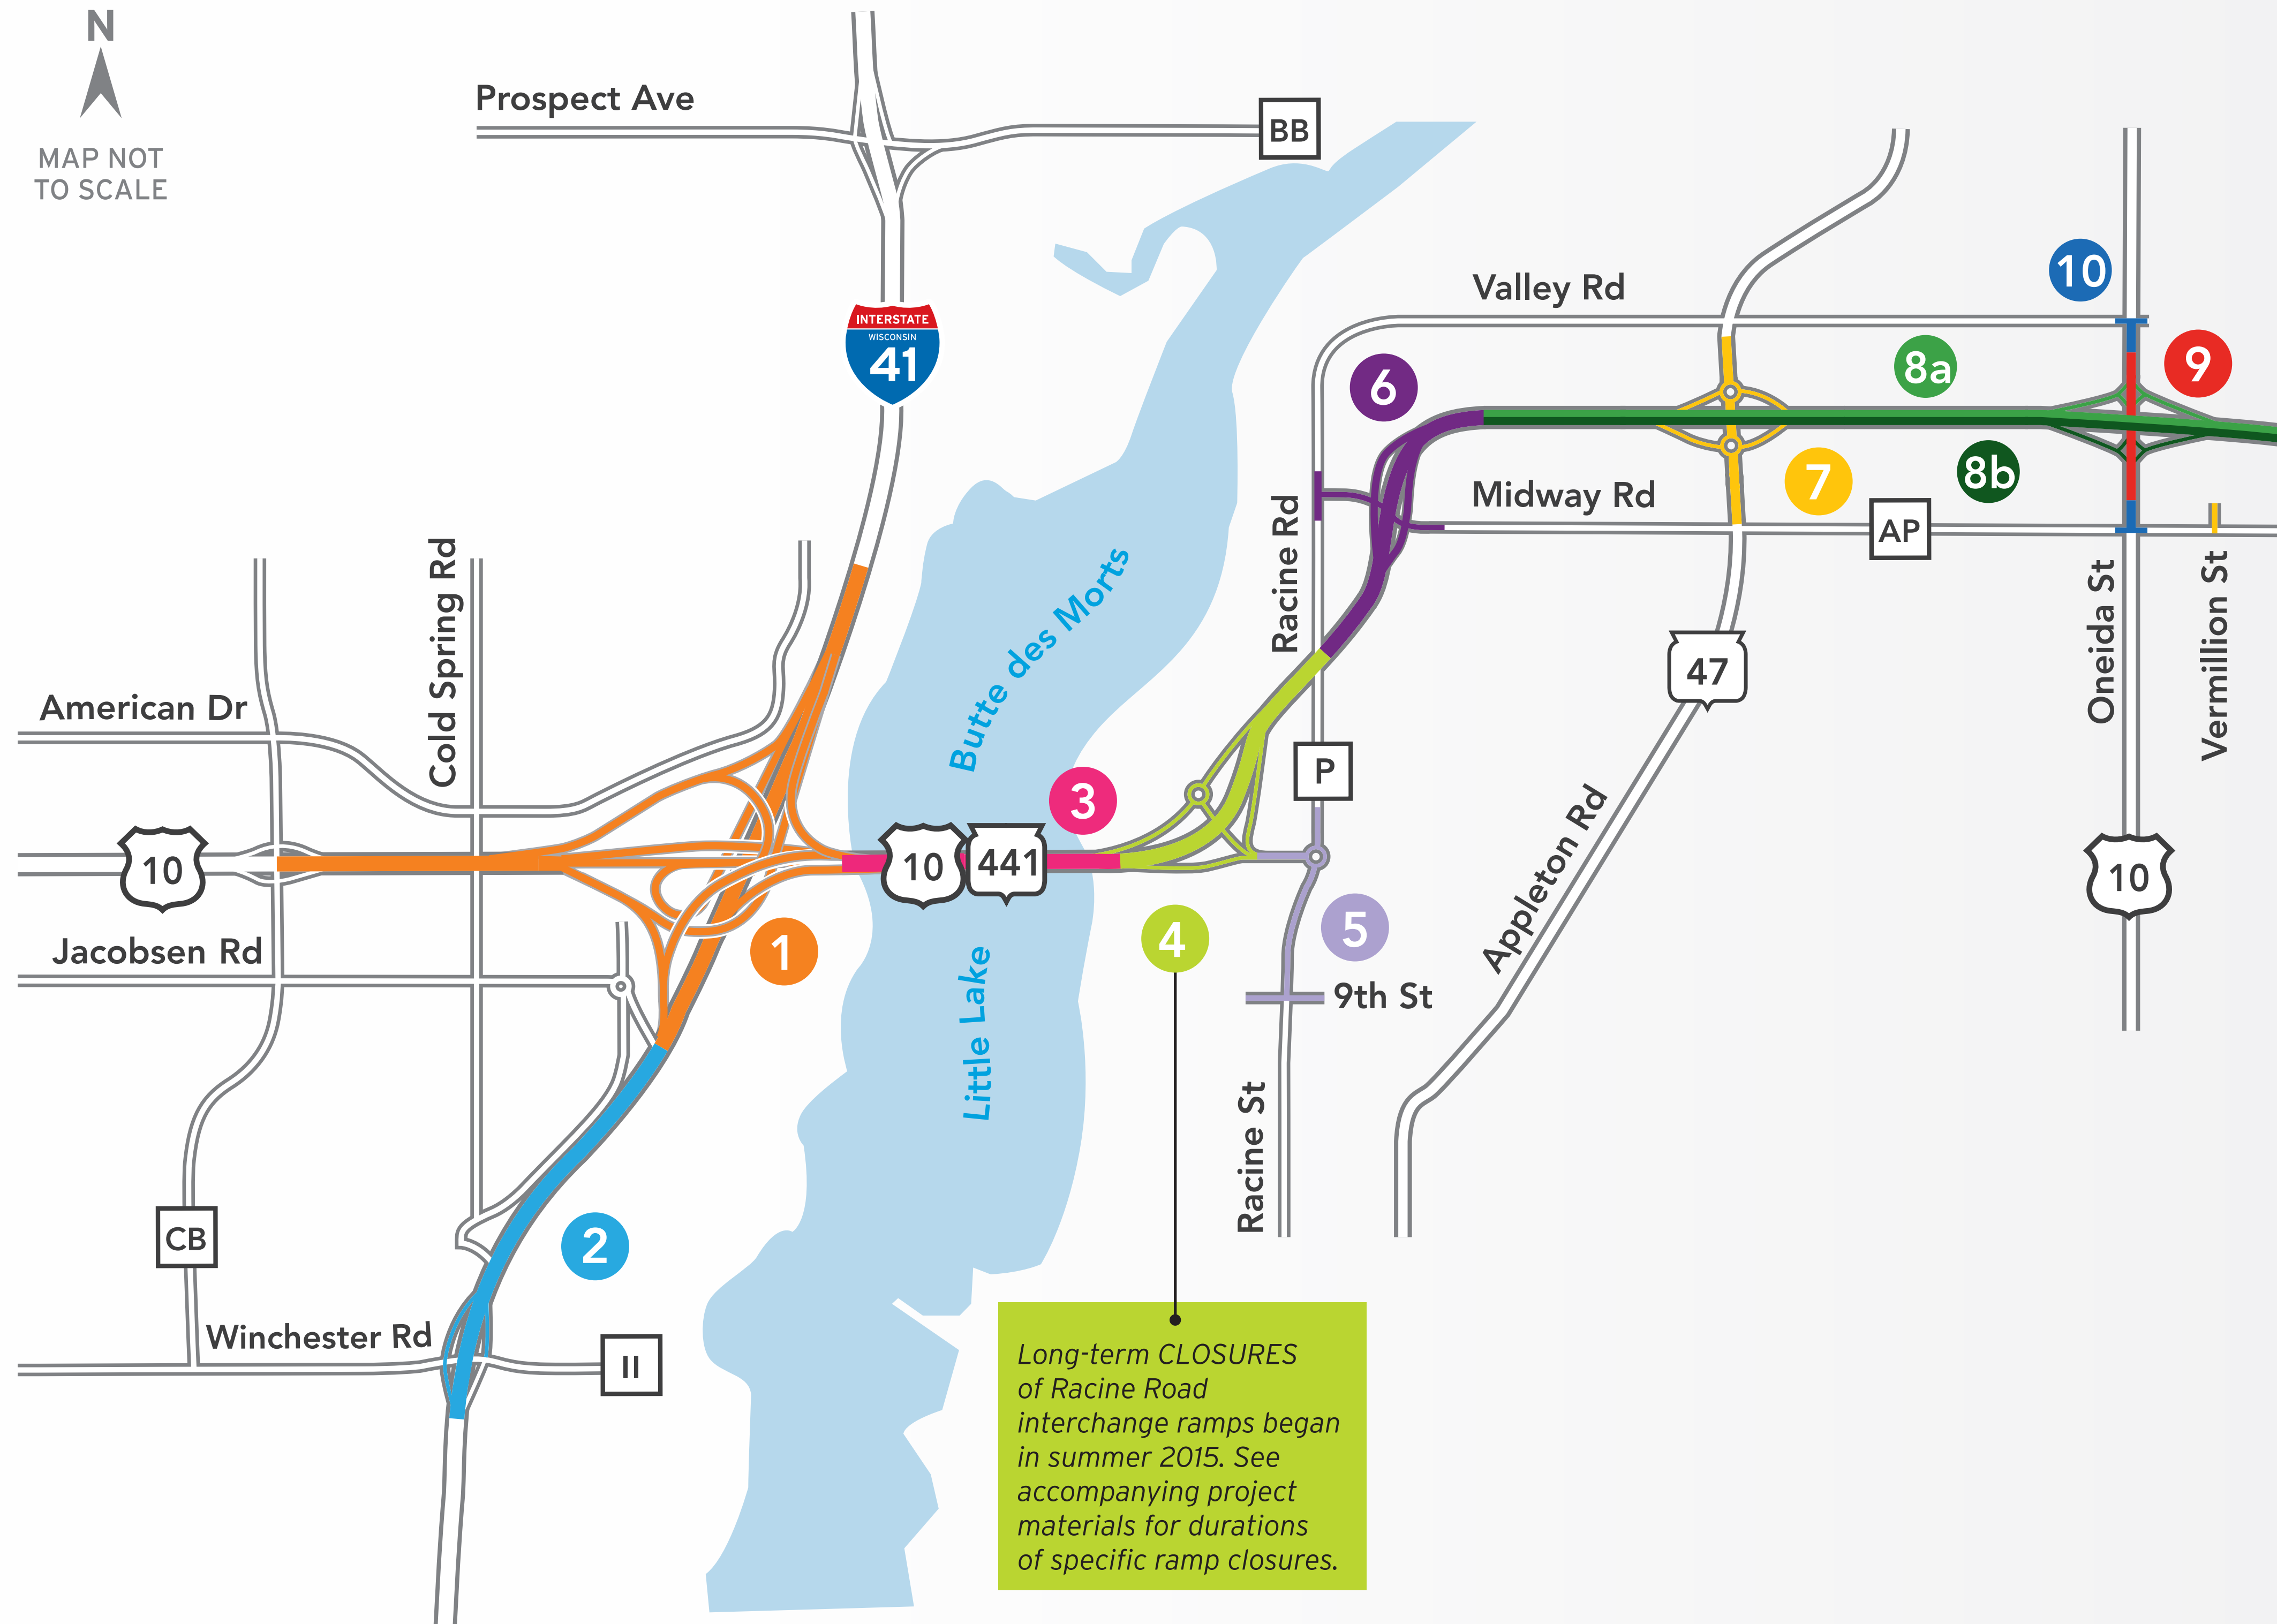 N
MAP NOT
TO SCALE
Prospect Ave
BB
INTERSTATE
WISCONSIN
41
Valley Rd
10
9
8a
6
7
8b
Midway Rd
AP
Racine Rd
Cold Spring Rd
Butte des Morts
Oneida St
Vermillion St
47
American Dr
P
3
10
10
441
10
Appleton Rd
Jacobsen Rd
1
4
5
Little Lake
9th St
Racine St
CB
2
Winchester Rd
II
Long-term CLOSURES
of Racine Road
interchange ramps began
in summer 2015. See
accompanying project
materials for durations
of specific ramp closures.